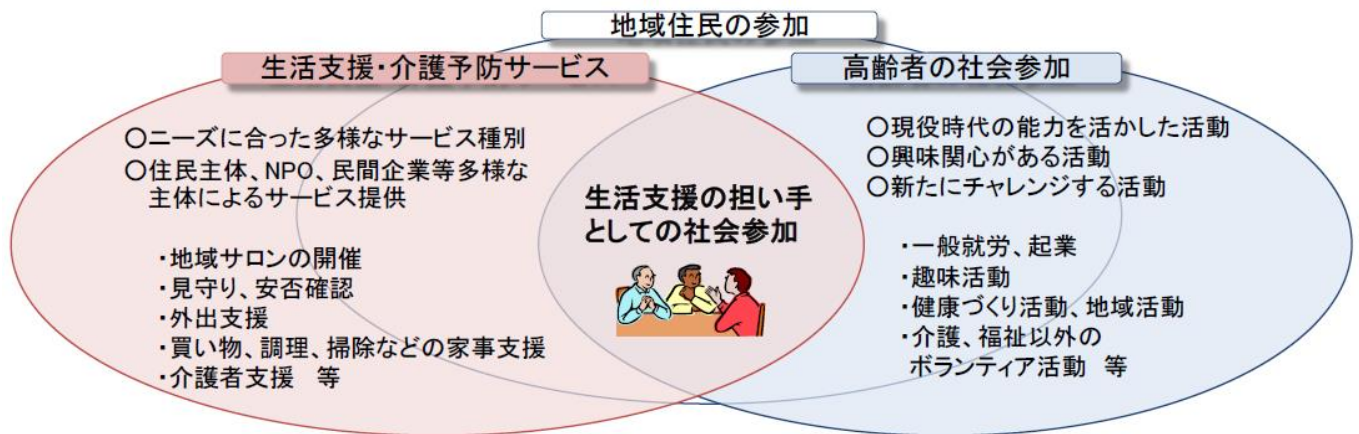 地域住民の参加
生活支援・介護予防サービス
○ニーズに合った多様なサービス種別
○住民主体、NPO、民間企業等多様な
主体によるサービス提供
・地域サロンの開催
・見守り、安否確認
・外出支援
・買い物、調理、掃除などの家事支援
・介護者支援 等
生活支援の担い手
としての社会参加
高齢者の社会参加
○現役時代の能力を活かした活動
○興味関心がある活動
○新たにチャレンジする活動
・一般就労、起業
・趣味活動
・健康づくり活動、地域活動
・介護、福祉以外の
ボランティア活動 等